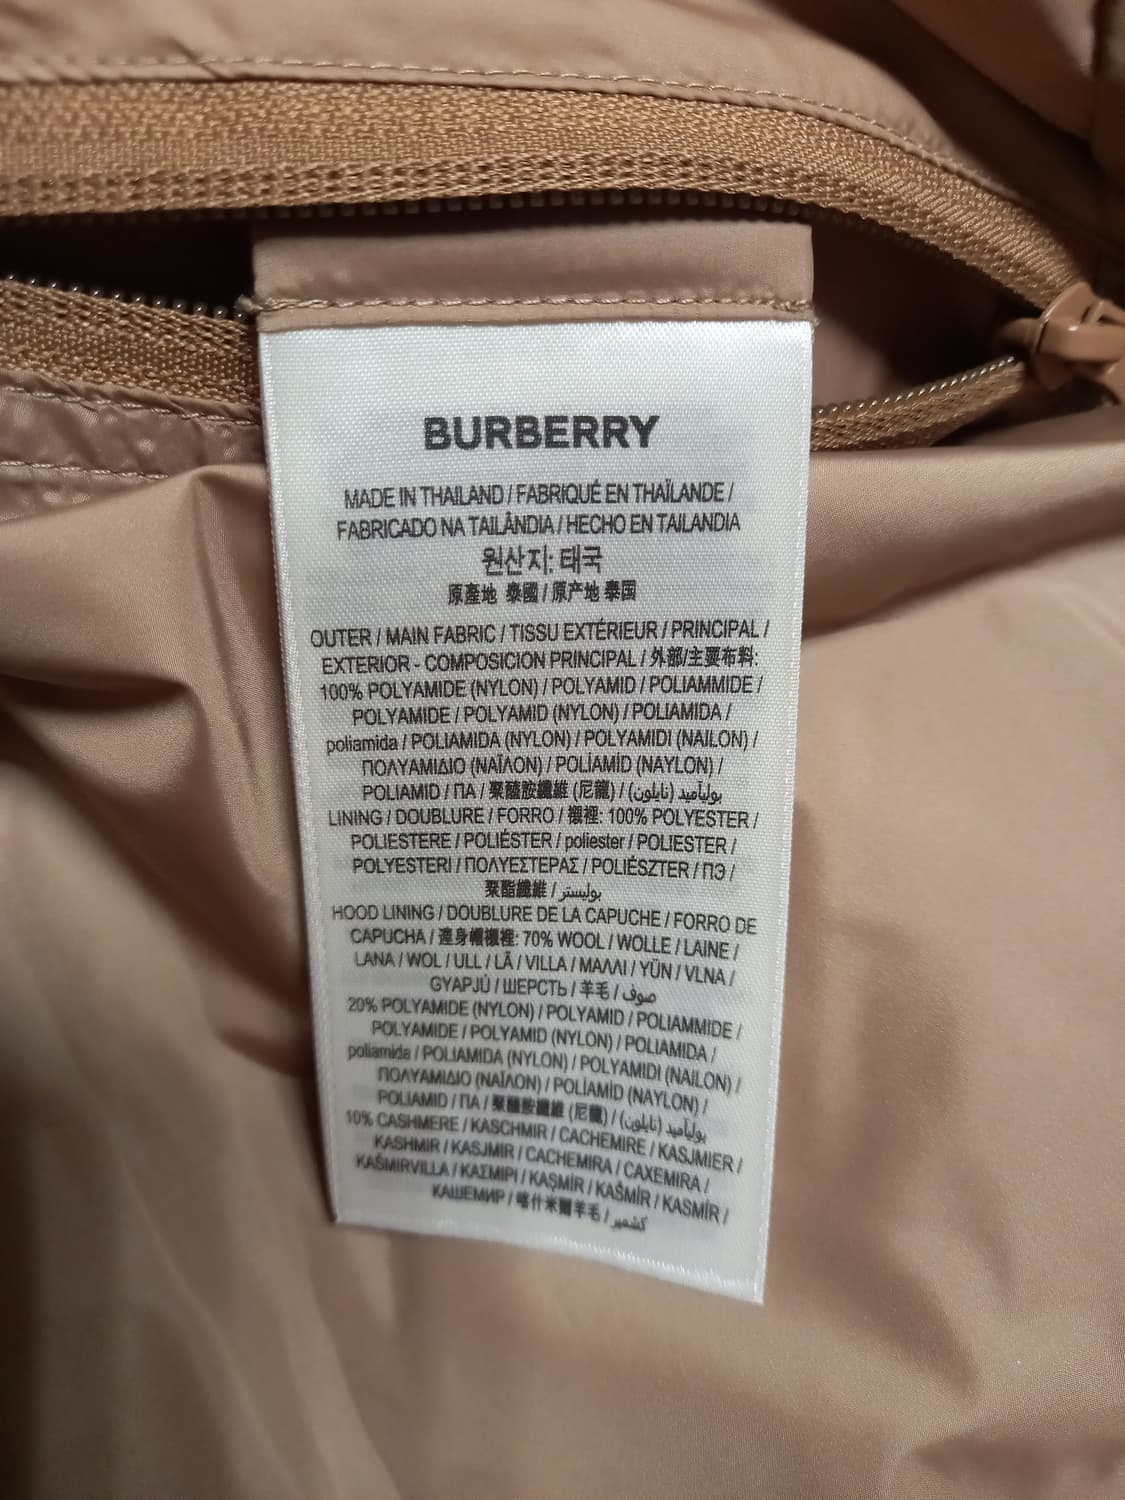 BURBERRY
MADE IN THAILAND / FABRIQUÉ EN THAÏLANDE /
FABRICADO NA TAILÂNDIA / HECHO EN TAILANDIA
원산지: 태국
原產地 泰國 / 原产地 泰国
OUTER / MAIN FABRIC / TISSU EXTÉRIEUR / PRINCIPAL /
EXTERIOR - COMPOSICION PRINCIPAL / 外部/主要布料:
100% POLYAMIDE (NYLON) / POLYAMID / POLIAMMIDE /
POLYAMIDE / POLYAMID (NYLON) / POLIAMIDA /
poliamida / POLIAMIDA (NYLON) / POLYAMIDI (NAILON) /
ΠΟΛΥΑΜΙΔΙΟ (ΝΑΪΛΟΝ) / POLİAMİD (NAYLON) /
POLIAMID / ПА / 聚醯胺纖維 (尼龍) / بولياميد (نايلون) /
LINING / DOUBLURE / FORRO / 襯裡: 100% POLYESTER /
POLIESTERE / POLIÉSTER / poliester / POLIESTER /
POLYESTERI / ΠΟΛΥΕΣΤΕΡΑΣ / POLIÉSZTER / ПЭ /
聚酯纖維 / بوليستر
HOOD LINING / DOUBLURE DE LA CAPUCHE / FORRO DE
CAPUCHA / 連身帽襯裡: 70% WOOL / WOLLE / LAINE /
LANA / WOL / ULL / LÃ / VILLA / ΜΑΛΛΙ / YÜN / VLNA /
GYAPJÚ / ШЕРСТЬ / 羊毛 / صوف
20% POLYAMIDE (NYLON) / POLYAMID / POLIAMMIDE /
POLYAMIDE / POLYAMID (NYLON) / POLIAMIDA /
poliamida / POLIAMIDA (NYLON) / POLYAMIDI (NAILON) /
ΠΟΛΥΑΜΙΔΙΟ (ΝΑΪΛΟΝ) / POLİAMİD (NAYLON) /
POLIAMID / ПА / 聚醯胺纖維 (尼龍) / بولياميد (نايلون) /
10% CASHMERE / KASCHMIR / CACHEMIRE / KASJMIER /
KASHMIR / KASJMIR / CACHEMIRA / CAXEMIRA /
KAŠMIRVILLA / ΚΑΣΜΙΡΙ / KAŞMİR / KAŠMÍR / KASMÍR /
КАШЕМИР / 喀什米爾羊毛 / كشمير